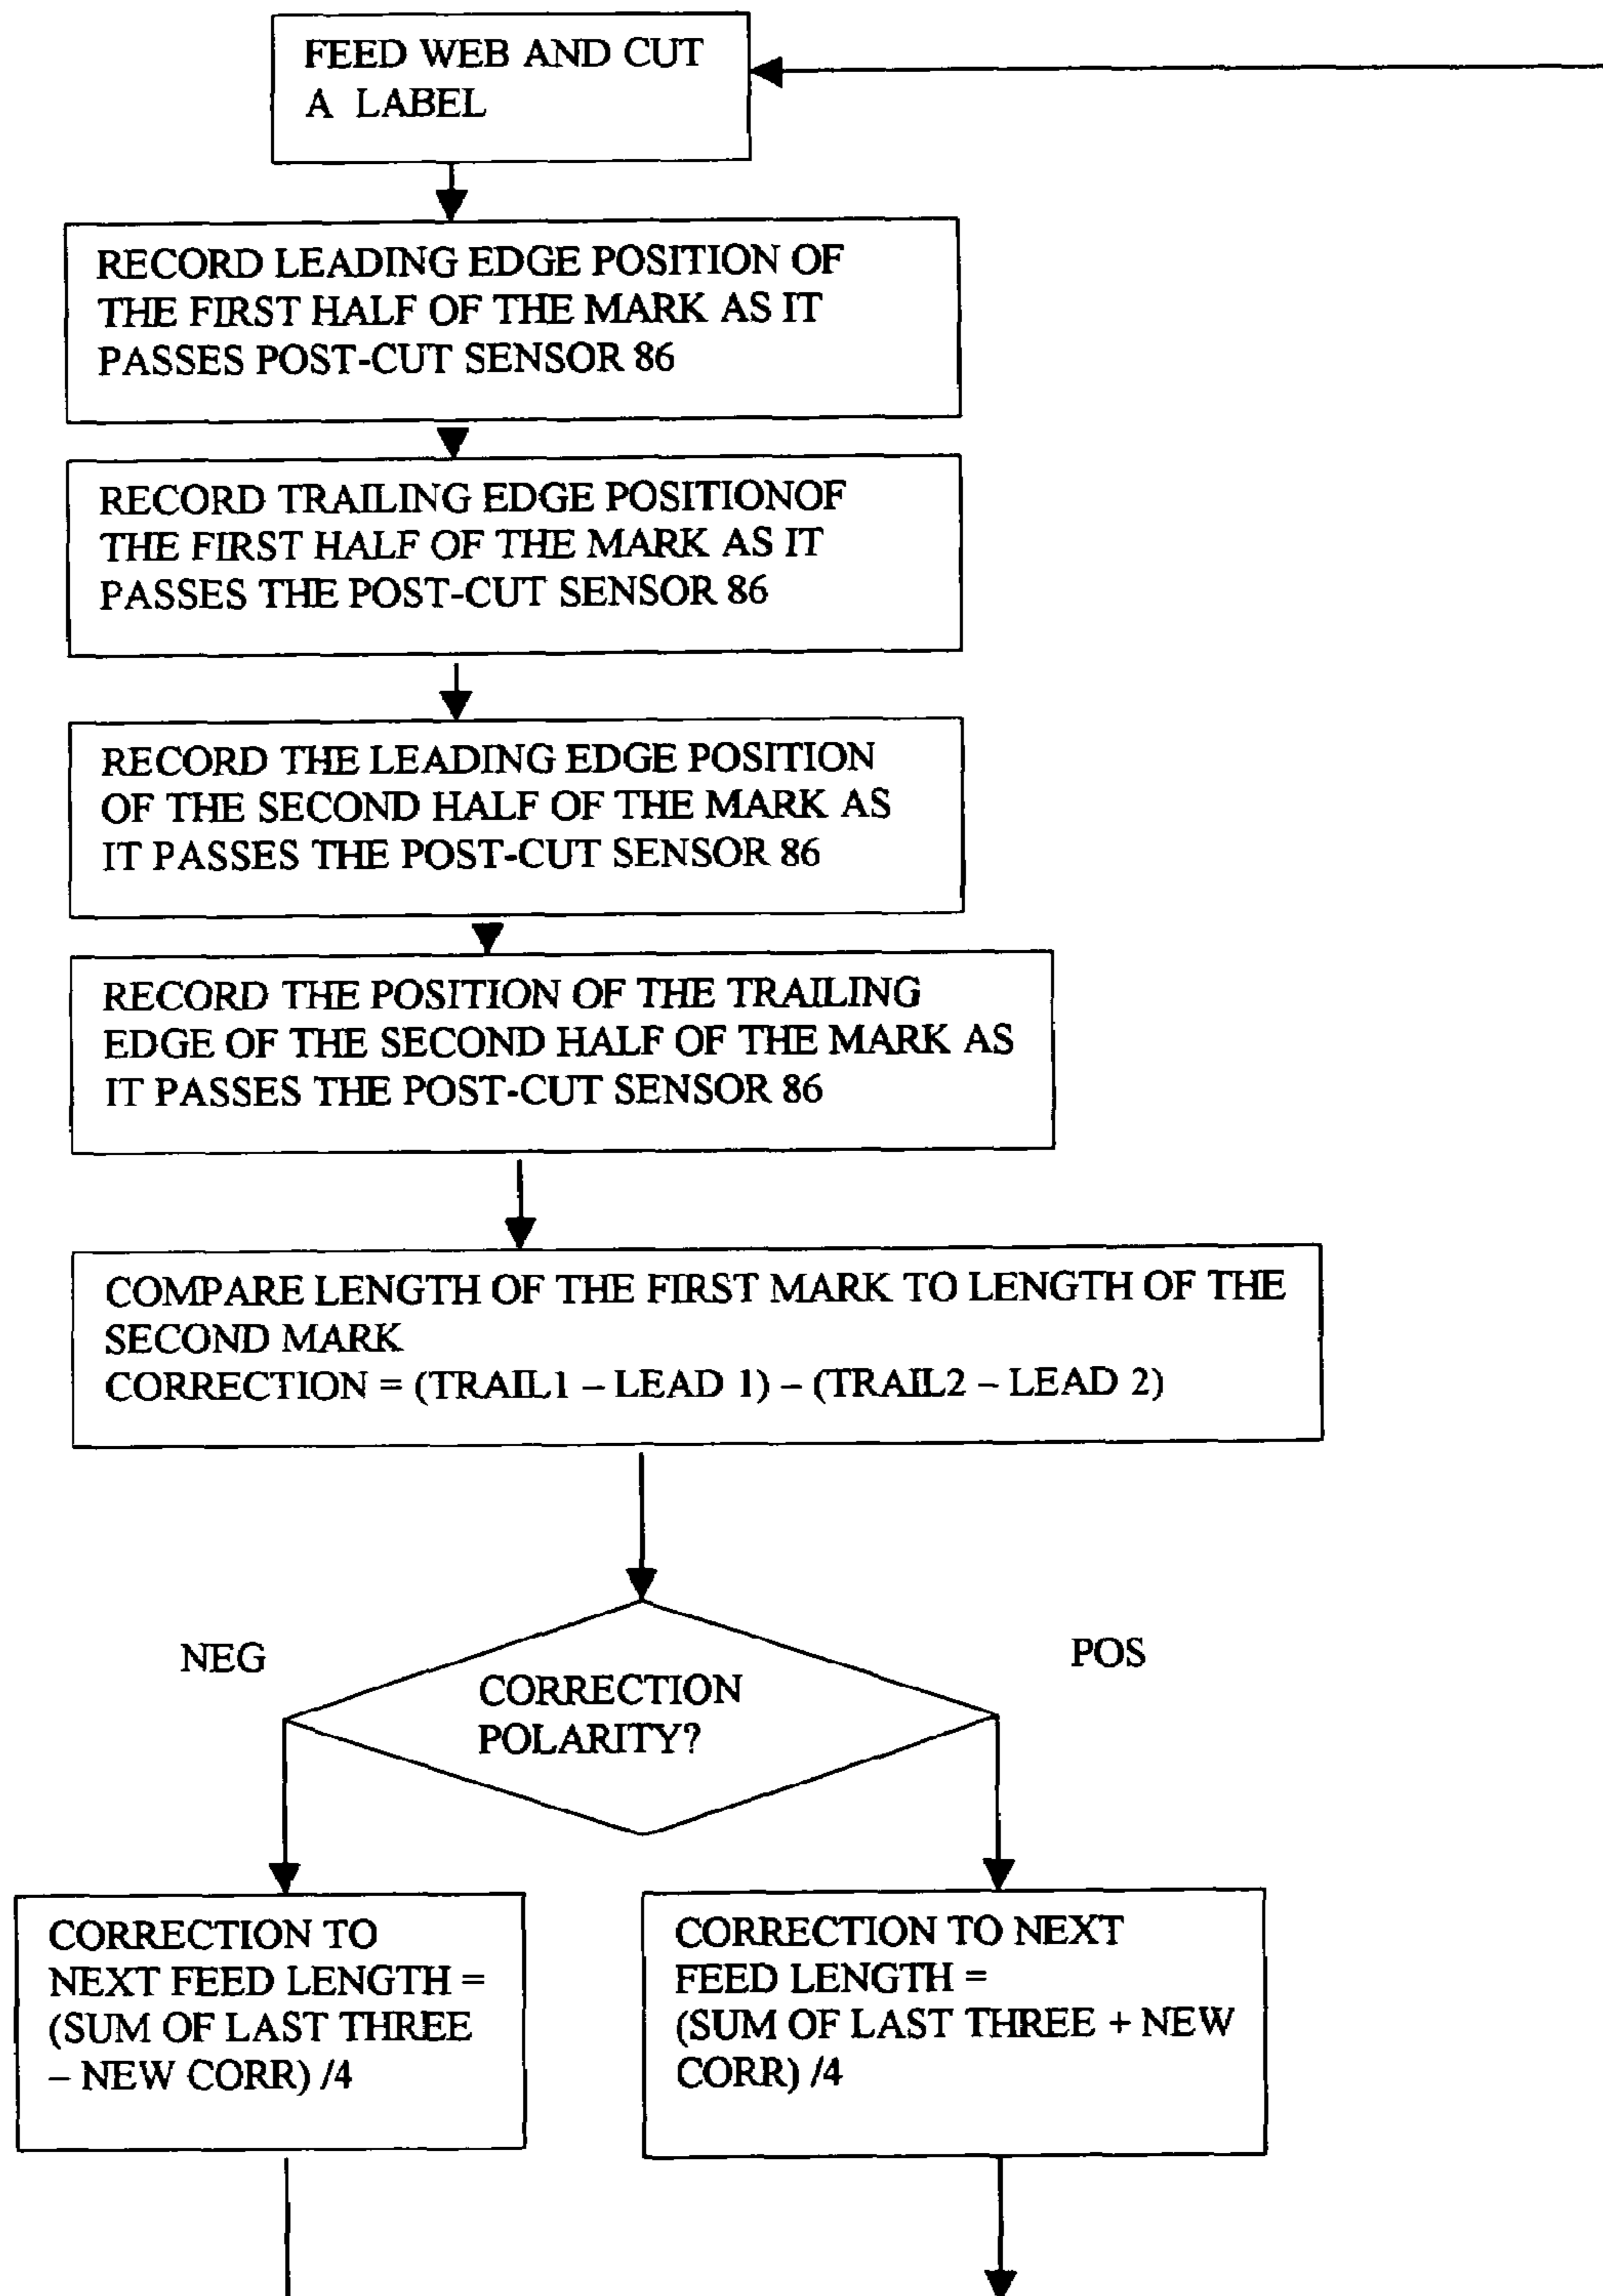 FEED WEB AND CUT
A LABEL
RECORD LEADING EDGE POSITION OF
THE FIRST HALF OF THE MARK AS IT
PASSES POST-CUT SENSOR 86
RECORD TRAILING EDGE POSITIONOF
THE FIRST HALF OF THE MARK AS IT
PASSES THE POST-CUT SENSOR 86
RECORD THE LEADING EDGE POSITION
OF THE SECOND HALF OF THE MARK AS
IT PASSES THE POST-CUT SENSOR 86
RECORD THE POSITION OF THE TRAILING
EDGE OF THE SECOND HALF OF THE MARK AS
IT PASSES THE POST-CUT SENSOR 86
COMPARE LENGTH OF THE FIRST MARK TO LENGTH OF THE
SECOND MARK
CORRECTION = (TRAIL1 – LEAD 1) – (TRAIL2 – LEAD 2)
NEG
POS
CORRECTION
POLARITY?
CORRECTION TO
NEXT FEED LENGTH =
(SUM OF LAST THREE
– NEW CORR) /4
CORRECTION TO NEXT
FEED LENGTH =
(SUM OF LAST THREE + NEW
CORR) /4